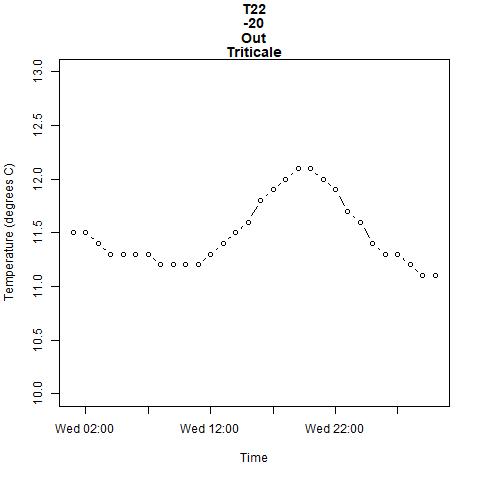 T22
-20
Out
Triticale
13.0
12.5
12.0
11.5
11.0
10.5
10.0
Temperature (degrees C)
Wed 02:00
Wed 12:00
Wed 22:00
Time